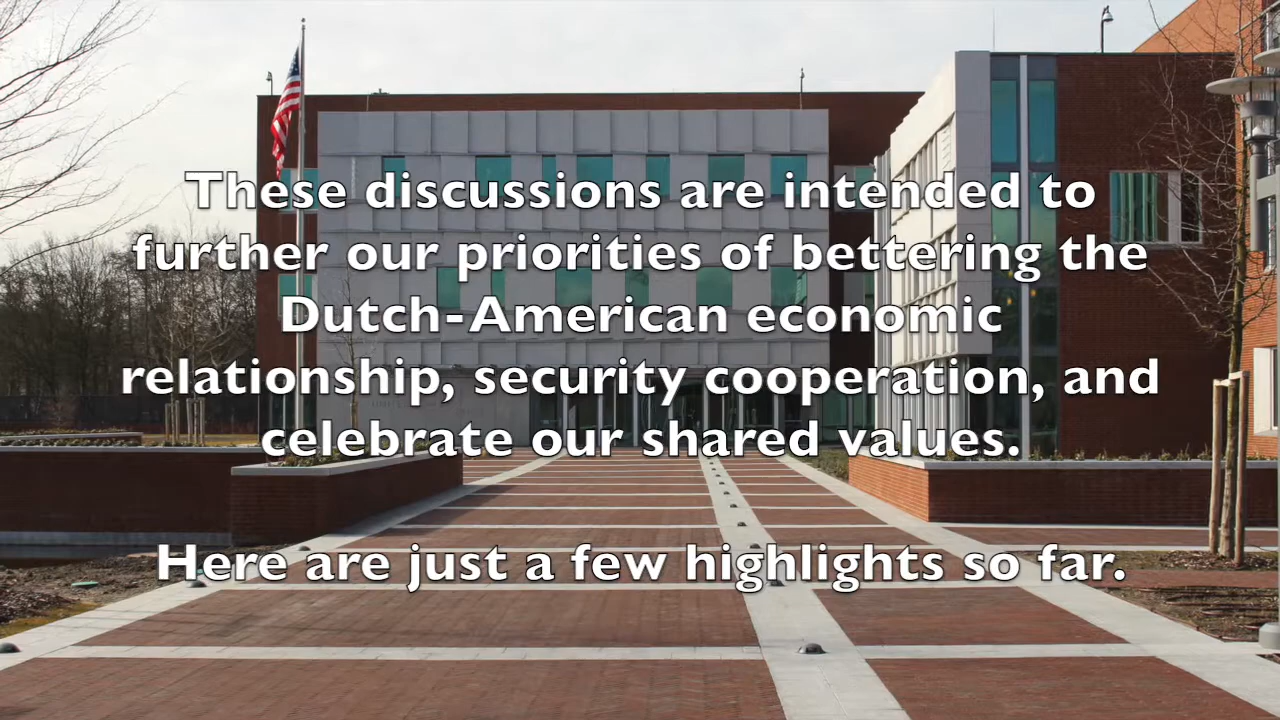 These discussions are intended to
further our priorities of bettering the
Dutch-American economic
relationship, security cooperation, and
celebrate our shared values.
Here are just a few highlights so far.